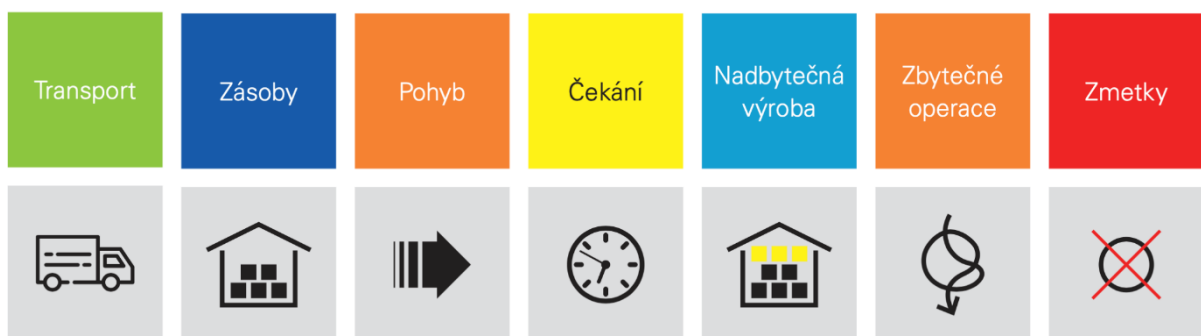 Transport
Zásoby
Pohyb
Čekání
Nadbytečná
výroba
Zbytečné
operace
Zmetky